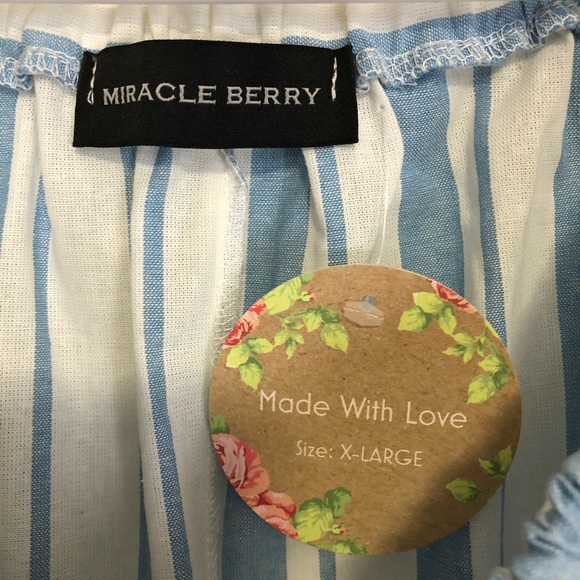 MIRACLE BERRY
Made With Love
Size: X-LARGE